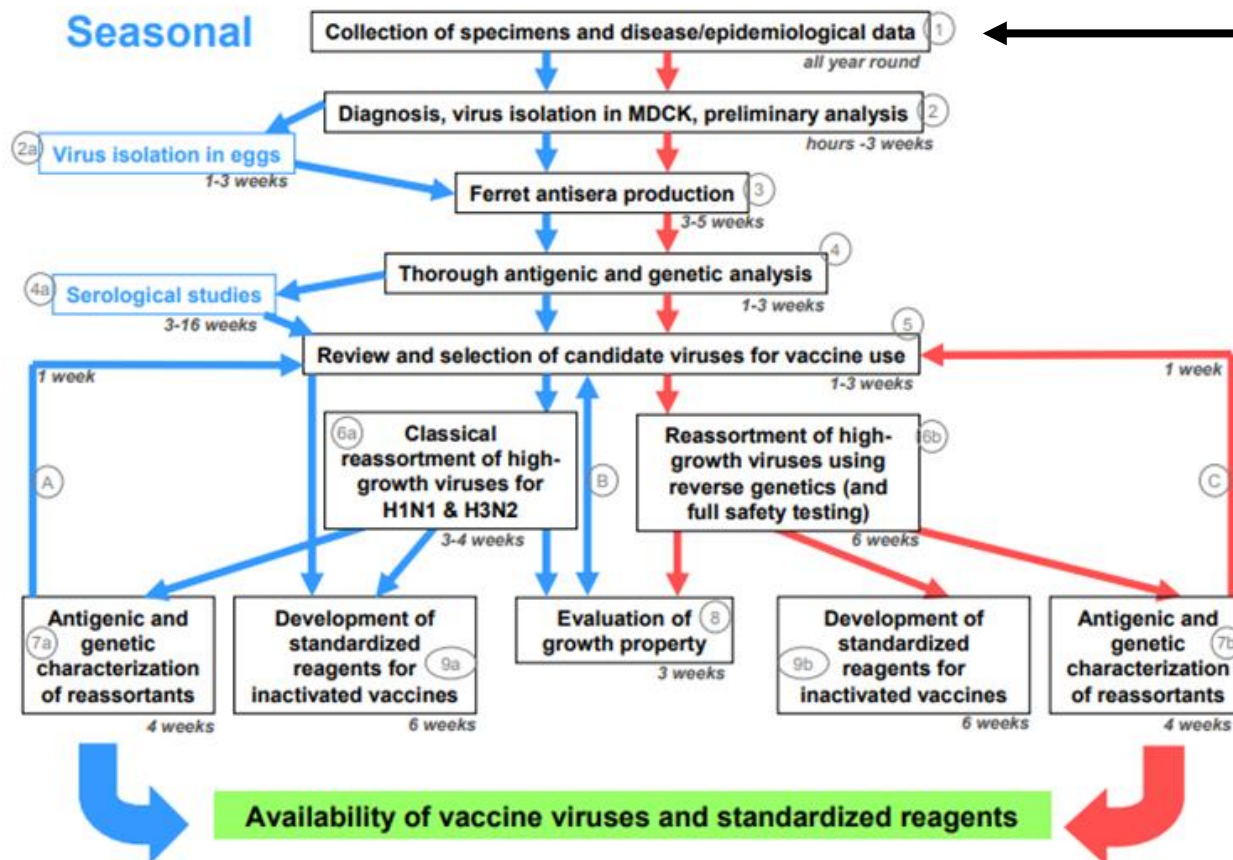 Seasonal
Collection of specimens and disease/epidemiological data
1
all year round
Diagnosis, virus isolation in MDCK, preliminary analysis
2
hours -3 weeks
2a
Virus isolation in eggs
1-3 weeks
Ferret antisera production
3
3-5 weeks
4
Thorough antigenic and genetic analysis
1-3 weeks
4a
Serological studies
3-16 weeks
5
Review and selection of candidate viruses for vaccine use
1-3 weeks
1 week
1 week
6a
Classical
reassortment of high-
growth viruses for
H1N1 & H3N2
3-4 weeks
6b
Reassortment of high-
growth viruses using
reverse genetics (and
full safety testing)
6 weeks
A
B
C
7a
Antigenic and
genetic
characterization
of reassortants
4 weeks
Development of
standardized
reagents for
inactivated vaccines
9a
6 weeks
Evaluation of
growth property
8
3 weeks
Development of
standardized
reagents for
inactivated vaccines
9b
6 weeks
Antigenic and
genetic
characterization
of reassortants
7b
4 weeks
Availability of vaccine viruses and standardized reagents